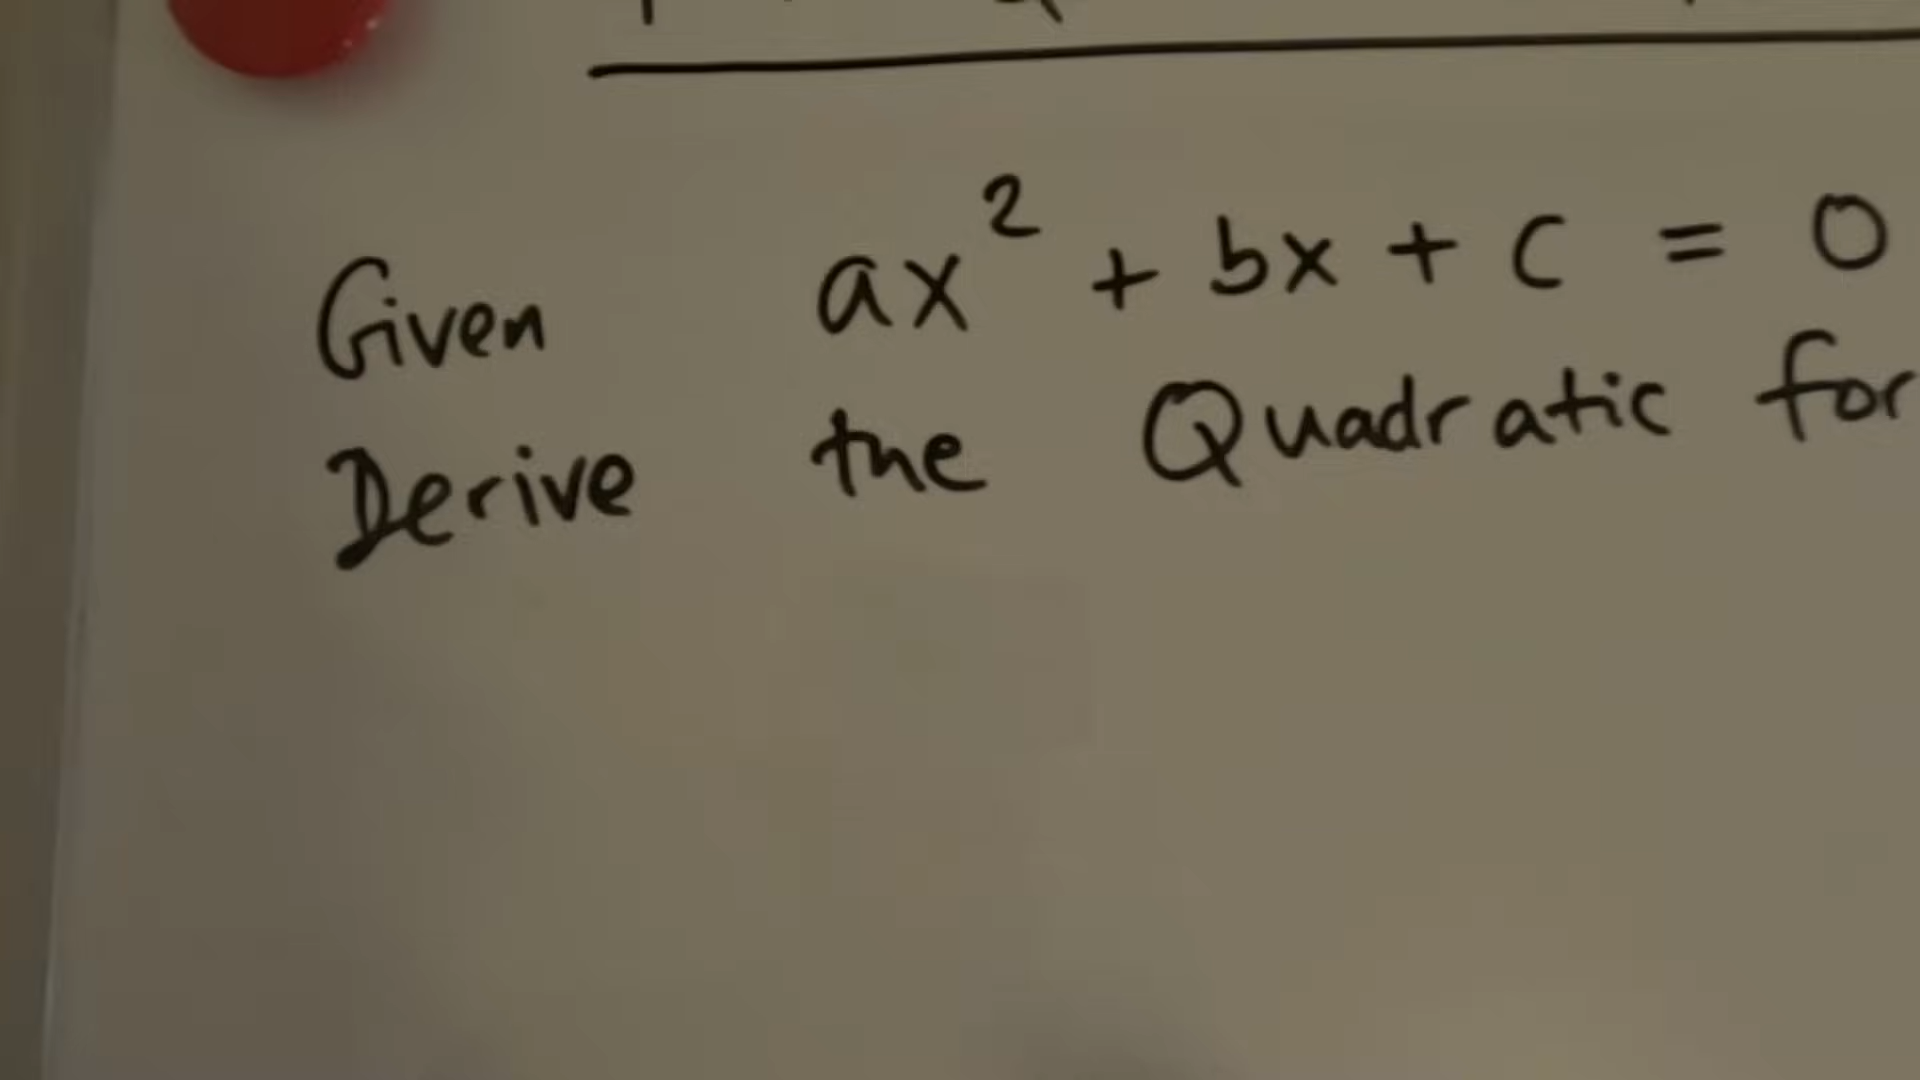 Given ax² + bx + c = 0
Derive the Quadratic for